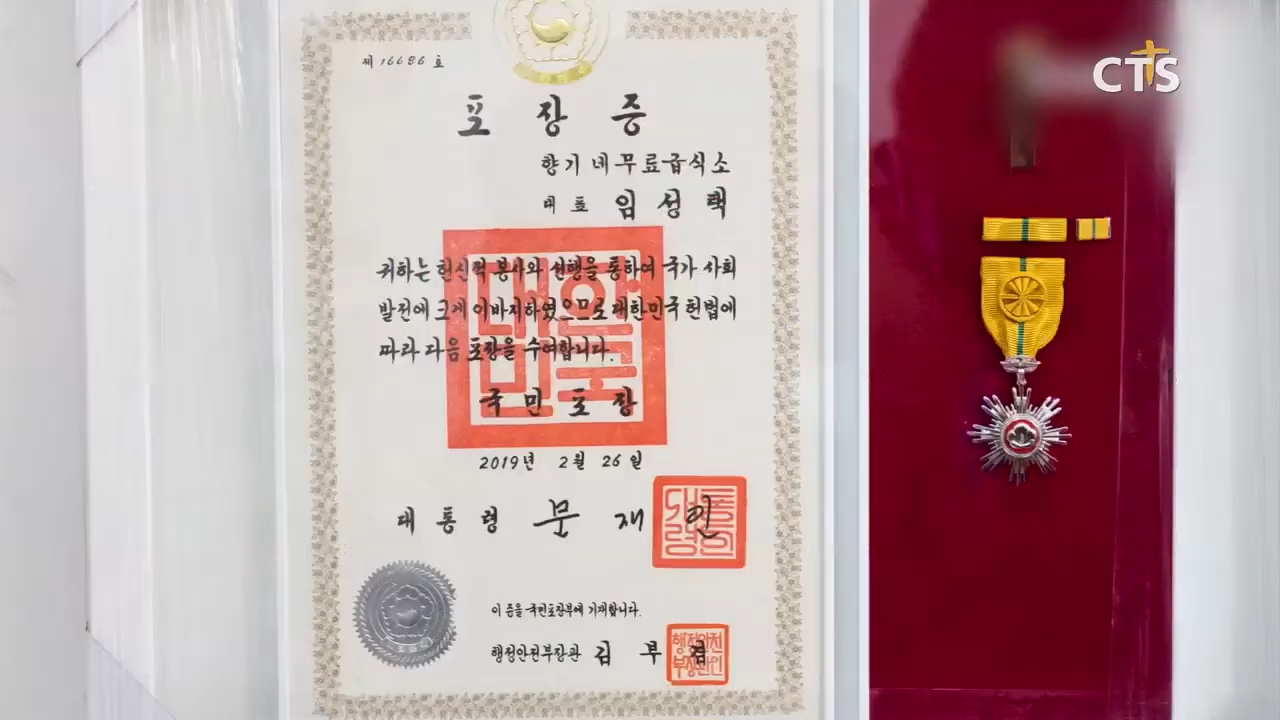 CTS
제 16686 호
포 장 증
향기 네 무료급식소
대표 임성택
귀하는 헌신적 봉사와 선행을 통하여 국가 사회
발전에 크게 이바지하였으므로 대한민국 헌법에
따라 다음 포장을 수여합니다.
국 민 포 장
2019년 2월 26일
대 통 령 문 재 인
이 증을 국민포장부에 기재합니다.
행정안전부장관 김 부 겸